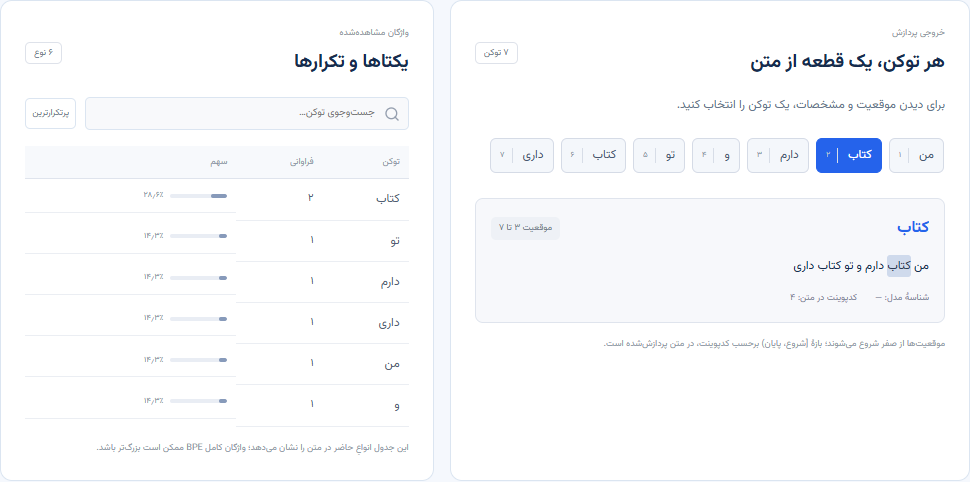 خروجی پردازش
هر توکن، یک قطعه از متن
۷ توکن
برای دیدن موقعیت و مشخصات، یک توکن را انتخاب کنید.
من ۱ کتاب ۲ دارم ۳ و ۴ تو ۵ کتاب ۶ داری ۷
کتاب
موقعیت ۳ تا ۷
من کتاب دارم و تو کتاب داری
شناسهٔ مدل: — کدپوینت در متن: ۴
موقعیت‌ها از صفر شروع می‌شوند؛ بازهٔ [شروع، پایان) برحسب کدپوینت، در متن پردازش‌شده است.
واژگان مشاهده‌شده
یکتاها و تکرارها
۶ نوع
جست‌وجوی توکن…
پرتکرارترین
توکن فراوانی سهم
کتاب ۲ ۲۸٫۶٪
تو ۱ ۱۴٫۳٪
دارم ۱ ۱۴٫۳٪
داری ۱ ۱۴٫۳٪
من ۱ ۱۴٫۳٪
و ۱ ۱۴٫۳٪
این جدول انواع حاضر در متن را نشان می‌دهد؛ واژگان کامل BPE ممکن است بزرگ‌تر باشد.